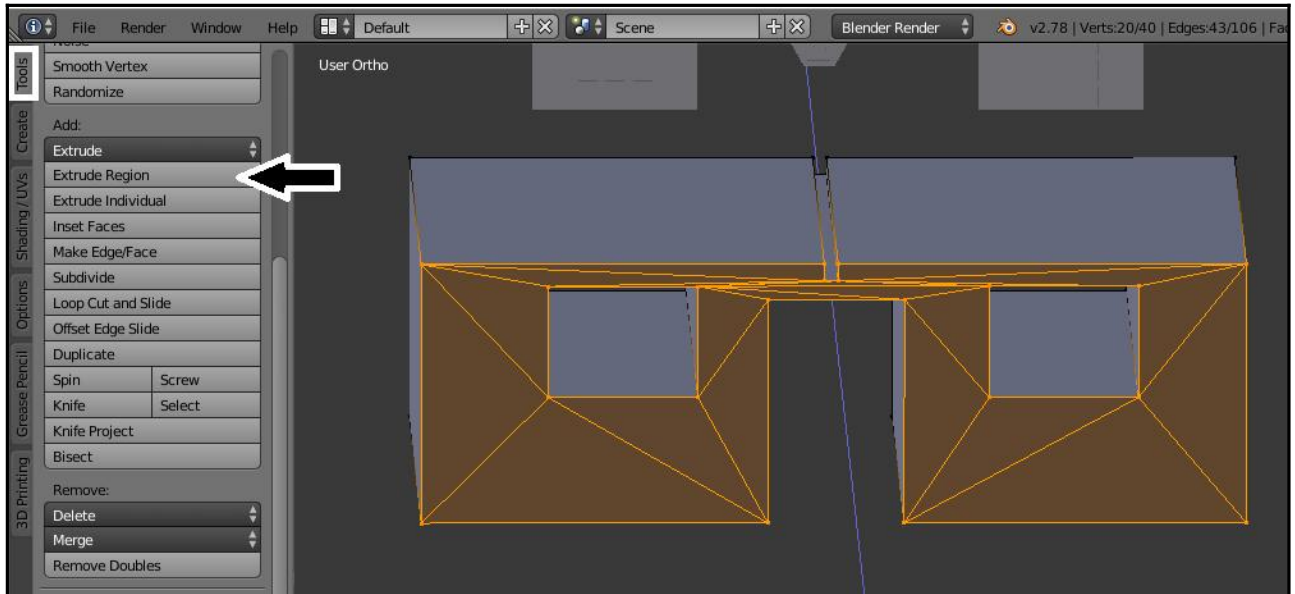 File Render Window Help Default Scene Blender Render v2.78 | Verts:20/40 | Edges:43/106 | Fac
Tools
Create
Shading / UVs
Options
Grease Pencil
3D Printing
Noise
Smooth Vertex
Randomize
Add:
Extrude
Extrude Region
Extrude Individual
Inset Faces
Make Edge/Face
Subdivide
Loop Cut and Slide
Offset Edge Slide
Duplicate
Spin Screw
Knife Select
Knife Project
Bisect
Remove:
Delete
Merge
Remove Doubles
User Ortho